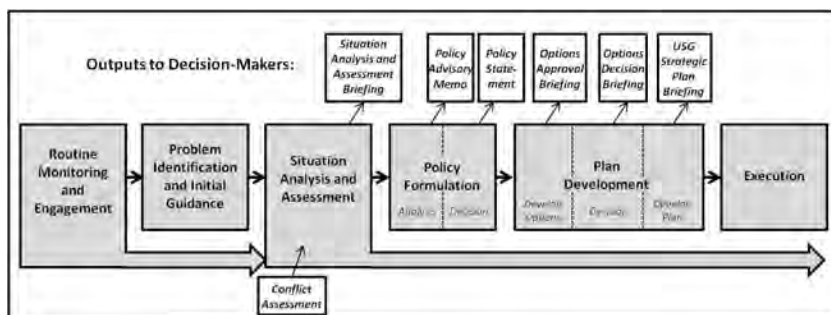 Outputs to Decision-Makers:
Situation
Analysis and
Assessment
Briefing
Policy
Advisory
Memo
Policy
State-
ment
Options
Approval
Briefing
Options
Decision
Briefing
USG
Strategic
Plan
Briefing
Routine
Monitoring
and
Engagement
Problem
Identification
and Initial
Guidance
Situation
Analysis and
Assessment
Policy
Formulation
Analysis
Decision
Plan
Development
Develop
Options
Decision
Develop
Plan
Execution
Conflict
Assessment